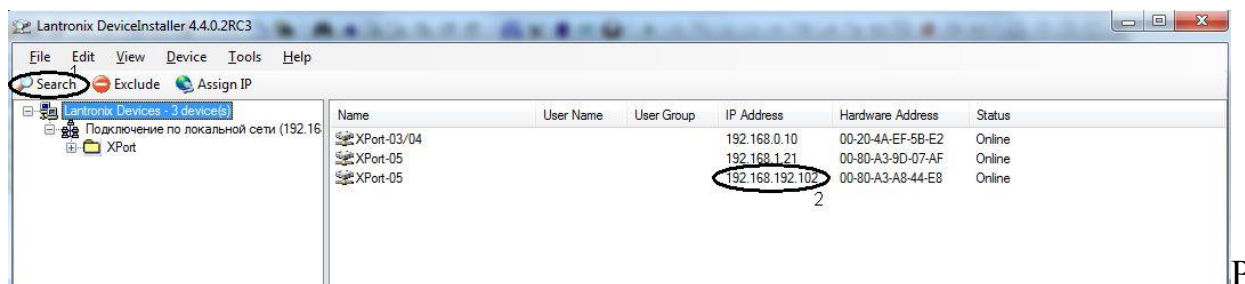 Lantronix DeviceInstaller 4.4.0.2RC3
File Edit View Device Tools Help
1
Search Exclude Assign IP
Lantronix Devices - 3 device(s)
Подключение по локальной сети (192.16
XPort
Name User Name User Group IP Address Hardware Address Status
XPort-03/04 192.168.0.10 00-20-4A-EF-5B-E2 Online
XPort-05 192.168.1.21 00-80-A3-9D-07-AF Online
XPort-05 192.168.192.102 00-80-A3-A8-44-E8 Online
2